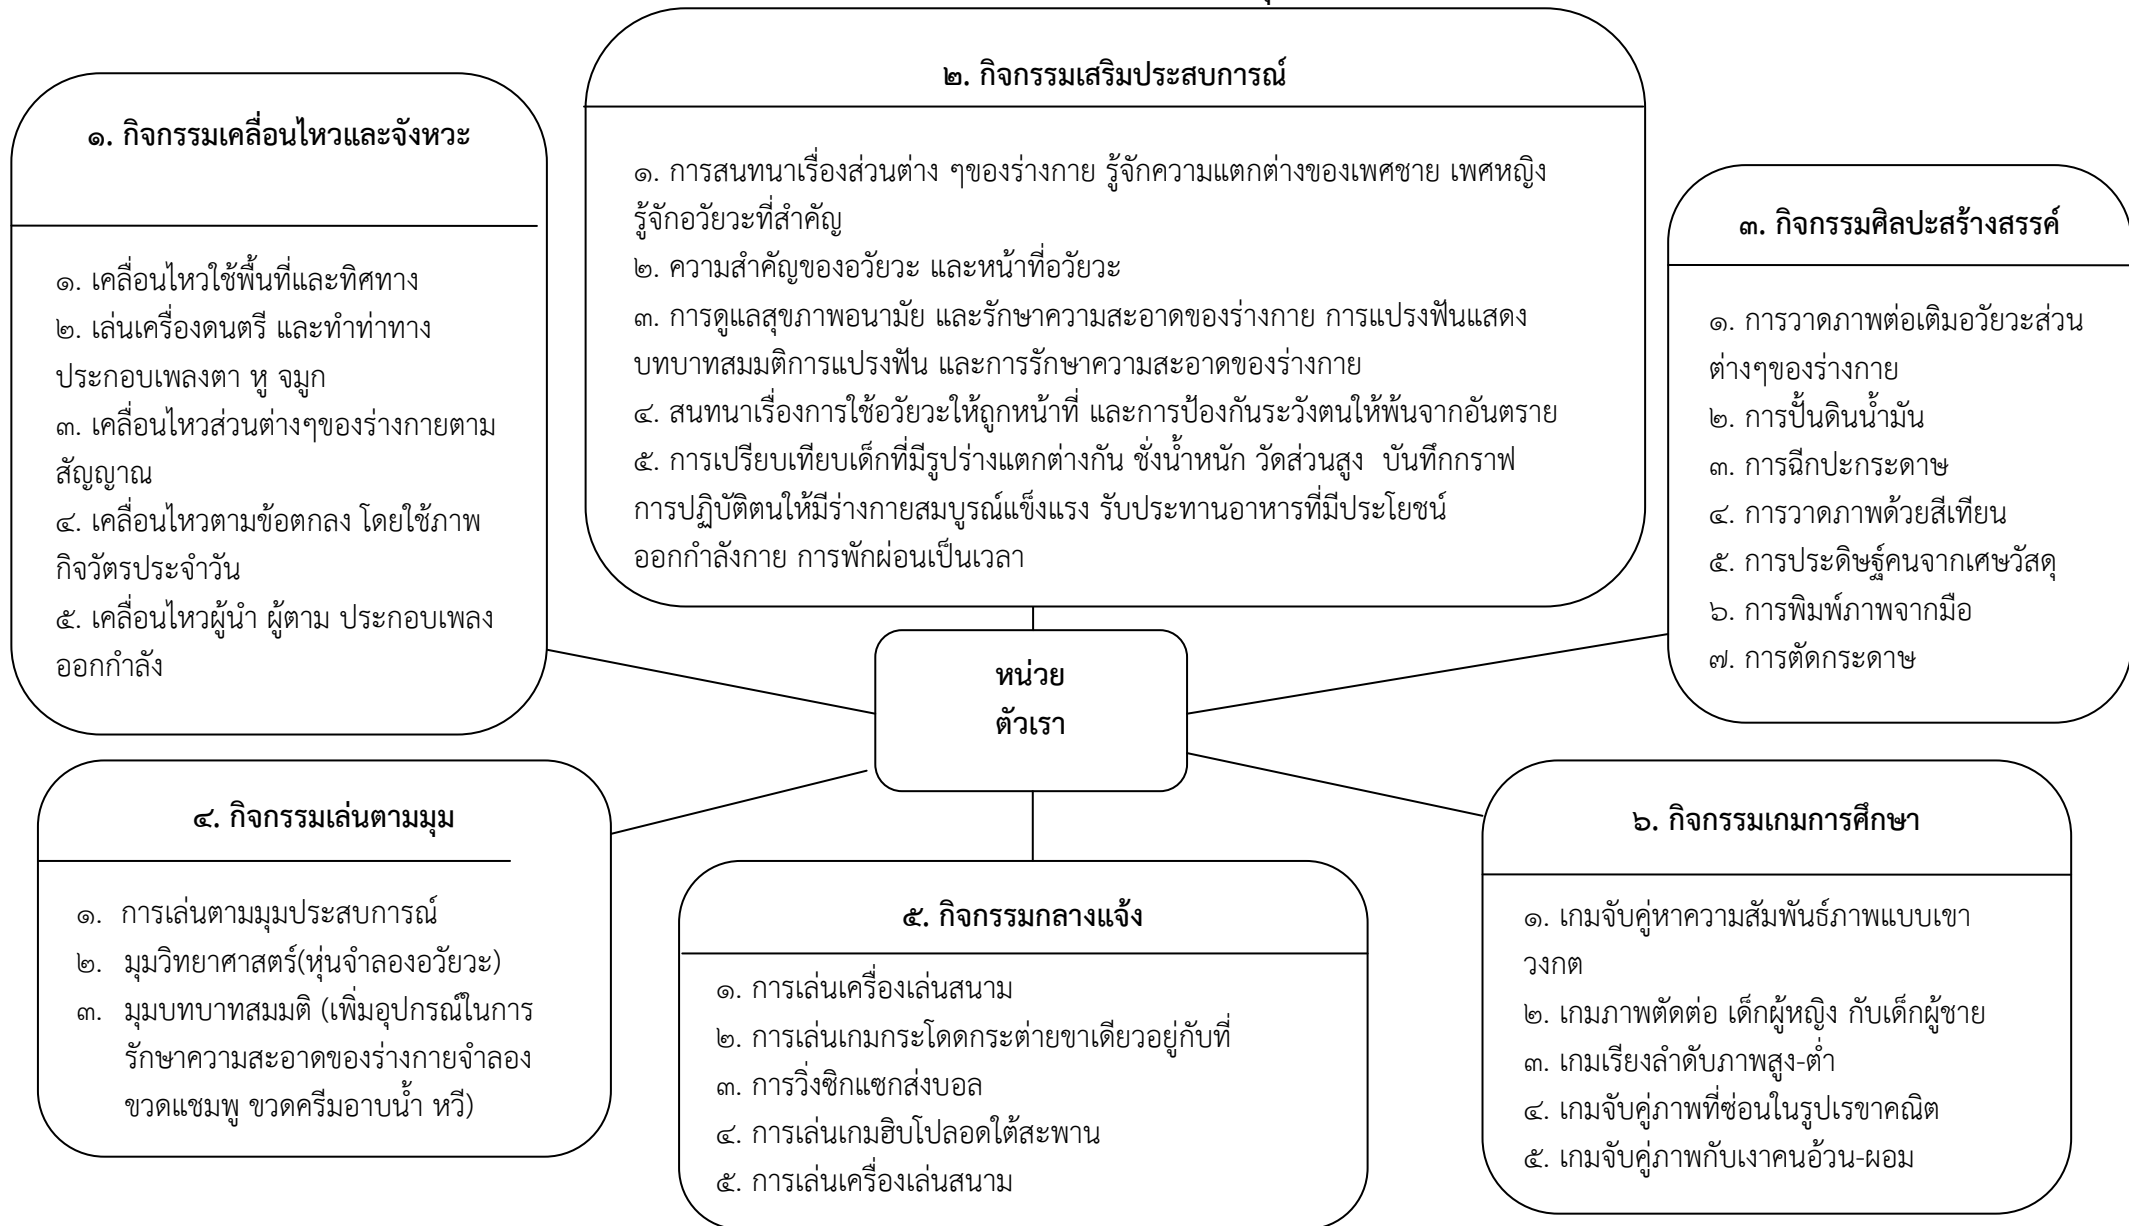 ๑. กิจกรรมเคลื่อนไหวและจังหวะ
๑. เคลื่อนไหวใช้พื้นที่และทิศทาง
๒. เล่นเครื่องดนตรี และทำท่าทาง
ประกอบเพลงตา หู จมูก
๓. เคลื่อนไหวส่วนต่างๆของร่างกายตาม
สัญญาณ
๔. เคลื่อนไหวตามข้อตกลง โดยใช้ภาพ
กิจวัตรประจำวัน
๕. เคลื่อนไหวผู้นำ ผู้ตาม ประกอบเพลง
ออกกำลัง
๒. กิจกรรมเสริมประสบการณ์
๑. การสนทนาเรื่องส่วนต่าง ๆของร่างกาย รู้จักความแตกต่างของเพศชาย เพศหญิง
รู้จักอวัยวะที่สำคัญ
๒. ความสำคัญของอวัยวะ และหน้าที่อวัยวะ
๓. การดูแลสุขภาพอนามัย และรักษาความสะอาดของร่างกาย การแปรงฟันแสดง
บทบาทสมมติการแปรงฟัน และการรักษาความสะอาดของร่างกาย
๔. สนทนาเรื่องการใช้อวัยวะให้ถูกหน้าที่ และการป้องกันระวังตนให้พ้นจากอันตราย
๕. การเปรียบเทียบเด็กที่มีรูปร่างแตกต่างกัน ชั่งน้ำหนัก วัดส่วนสูง  บันทึกกราฟ
การปฏิบัติตนให้มีร่างกายสมบูรณ์แข็งแรง รับประทานอาหารที่มีประโยชน์
ออกกำลังกาย การพักผ่อนเป็นเวลา
๓. กิจกรรมศิลปะสร้างสรรค์
๑. การวาดภาพต่อเติมอวัยวะส่วน
ต่างๆของร่างกาย
๒. การปั้นดินน้ำมัน
๓. การฉีกปะกระดาษ
๔. การวาดภาพด้วยสีเทียน
๕. การประดิษฐ์คนจากเศษวัสดุ
๖. การพิมพ์ภาพจากมือ
๗. การตัดกระดาษ
หน่วย
ตัวเรา
๔. กิจกรรมเล่นตามมุม
๑. การเล่นตามมุมประสบการณ์
๒. มุมวิทยาศาสตร์(หุ่นจำลองอวัยวะ)
๓. มุมบทบาทสมมติ (เพิ่มอุปกรณ์ในการ
รักษาความสะอาดของร่างกายจำลอง
ขวดแชมพู ขวดครีมอาบน้ำ หวี)
๕. กิจกรรมกลางแจ้ง
๑. การเล่นเครื่องเล่นสนาม
๒. การเล่นเกมกระโดดกระต่ายขาเดียวอยู่กับที่
๓. การวิ่งซิกแซกส่งบอล
๔. การเล่นเกมฮิบโปลอดใต้สะพาน
๕. การเล่นเครื่องเล่นสนาม
๖. กิจกรรมเกมการศึกษา
๑. เกมจับคู่หาความสัมพันธ์ภาพแบบเขา
วงกต
๒. เกมภาพตัดต่อ เด็กผู้หญิง กับเด็กผู้ชาย
๓. เกมเรียงลำดับภาพสูง-ต่ำ
๔. เกมจับคู่ภาพที่ซ่อนในรูปเรขาคณิต
๕. เกมจับคู่ภาพกับเงาคนอ้วน-ผอม